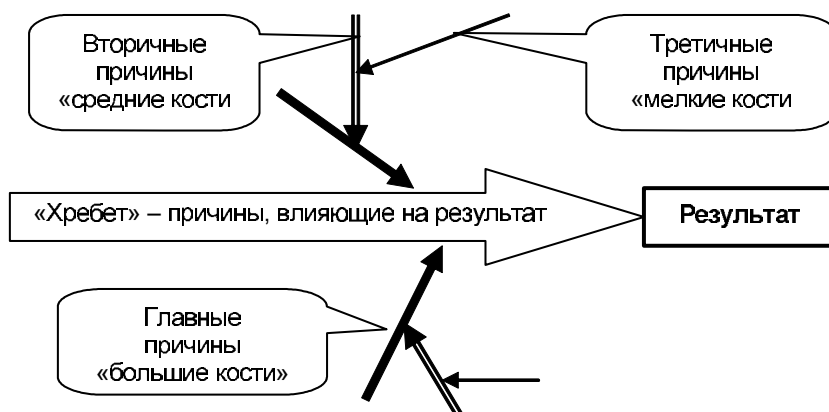 Вторичные
причины
«средние кости
Третичные
причины
«мелкие кости
«Хребет» – причины, влияющие на результат
Результат
Главные
причины
«большие кости»